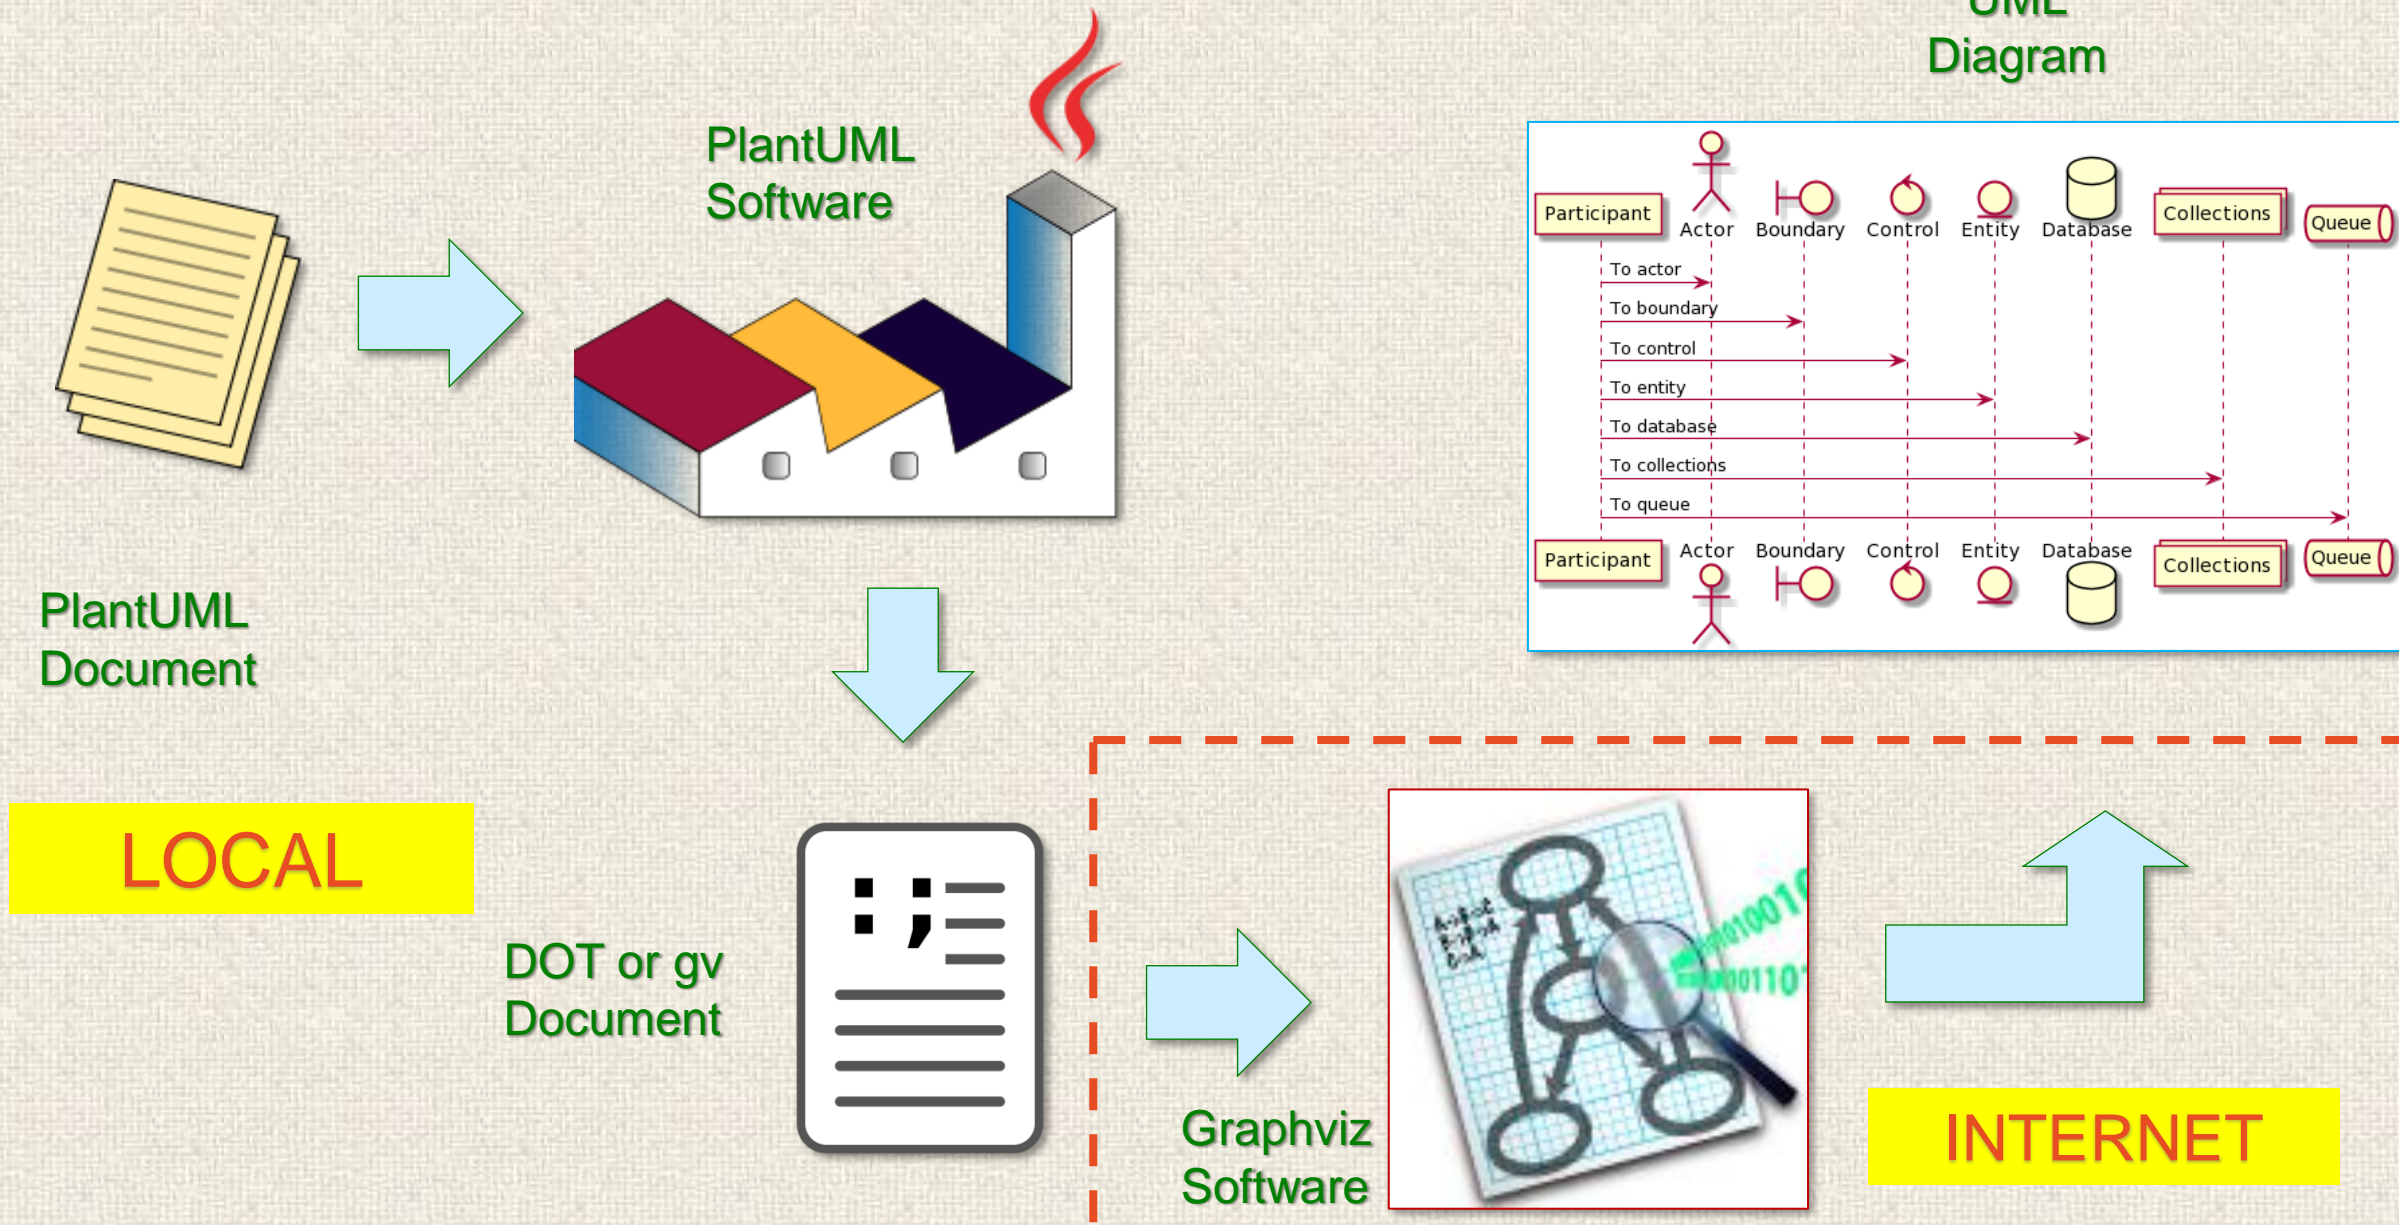 UML
Diagram
PlantUML
Software
Participant
Actor
Boundary
Control
Entity
Database
Collections
Queue
To actor
To boundary
To control
To entity
To database
To collections
To queue
Participant
Actor
Boundary
Control
Entity
Database
Collections
Queue
PlantUML
Document
LOCAL
: ;
DOT or gv
Document
Graphviz
Software
INTERNET